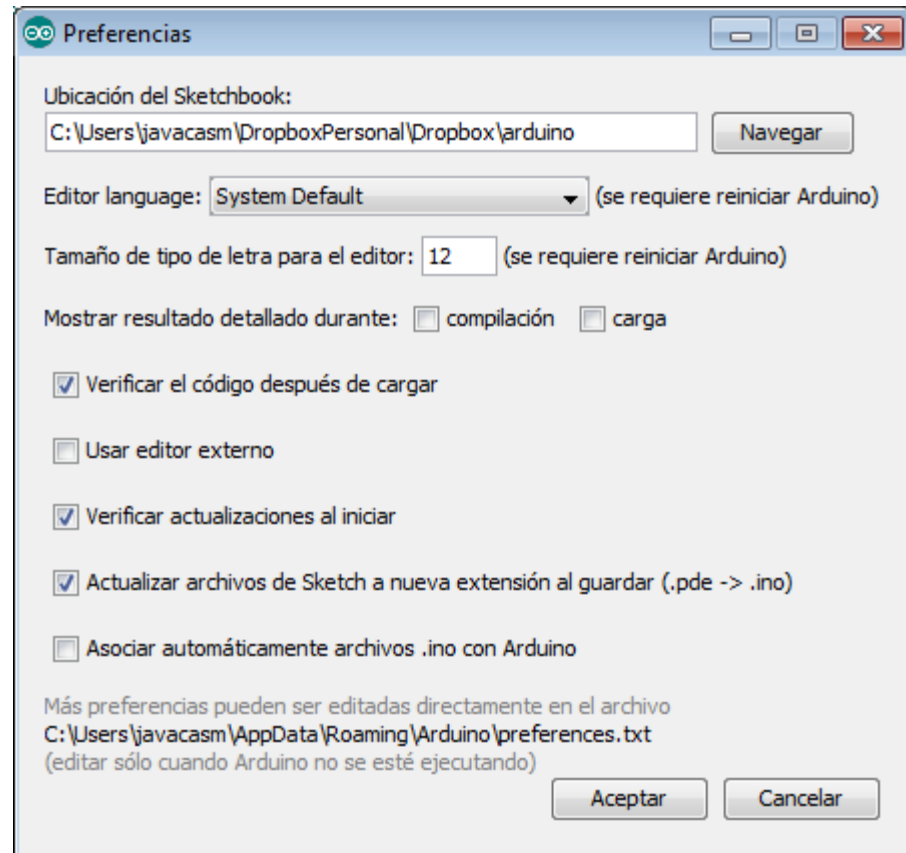 Preferencias
Ubicación del Sketchbook:
C:\Users\javacasm\DropboxPersonal\Dropbox\arduino Navegar
Editor language: System Default (se requiere reiniciar Arduino)
Tamaño de tipo de letra para el editor: 12 (se requiere reiniciar Arduino)
Mostrar resultado detallado durante: compilación carga
Verificar el código después de cargar
Usar editor externo
Verificar actualizaciones al iniciar
Actualizar archivos de Sketch a nueva extensión al guardar (.pde -> .ino)
Asociar automáticamente archivos .ino con Arduino
Más preferencias pueden ser editadas directamente en el archivo
C:\Users\javacasm\AppData\Roaming\Arduino\preferences.txt
(editar sólo cuando Arduino no se esté ejecutando)
Aceptar Cancelar